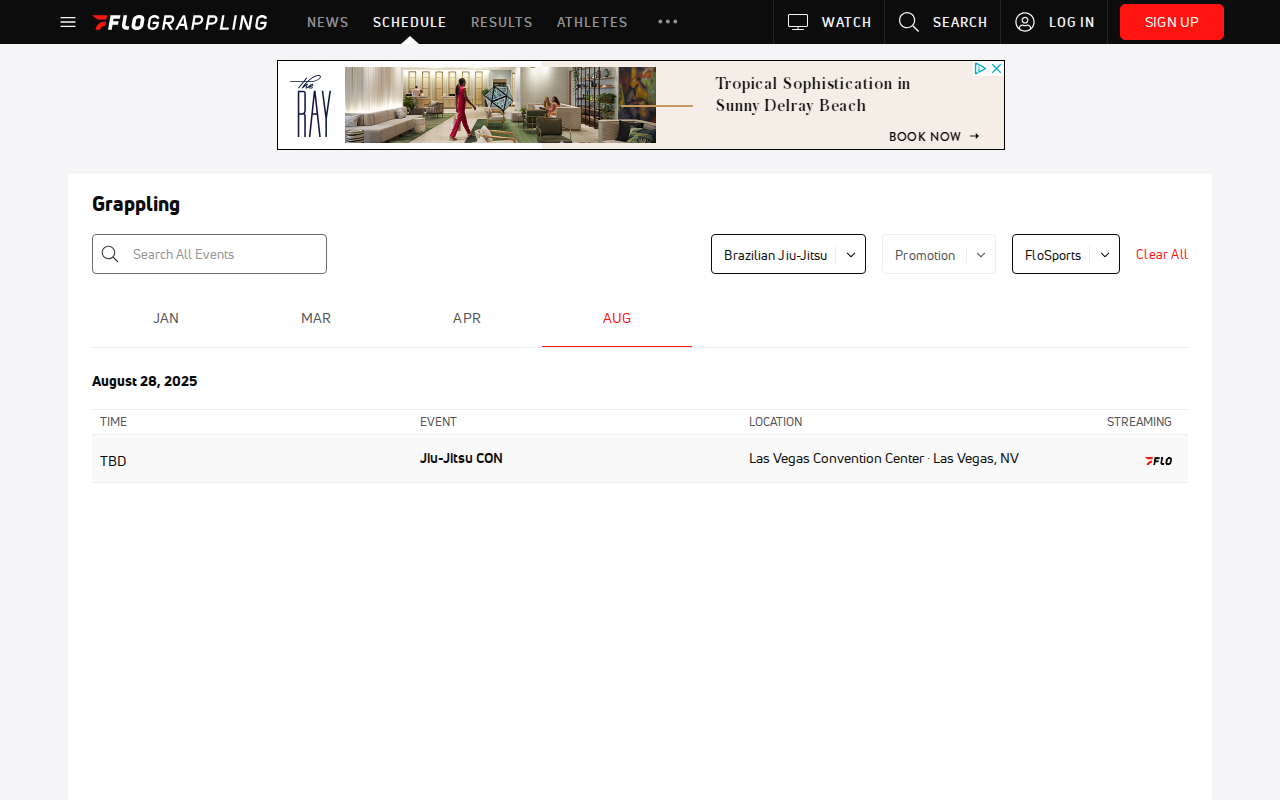 FLOGRAPPLING
NEWS
SCHEDULE
RESULTS
ATHLETES
WATCH
SEARCH
LOG IN
SIGN UP
the RAY
Tropical Sophistication in
Sunny Delray Beach
BOOK NOW
Grappling
Search All Events
Brazilian Jiu-Jitsu
Promotion
FloSports
Clear All
JAN
MAR
APR
AUG
August 28, 2025
TIME
EVENT
LOCATION
STREAMING
TBD
Jiu-Jitsu CON
Las Vegas Convention Center · Las Vegas, NV
FLO